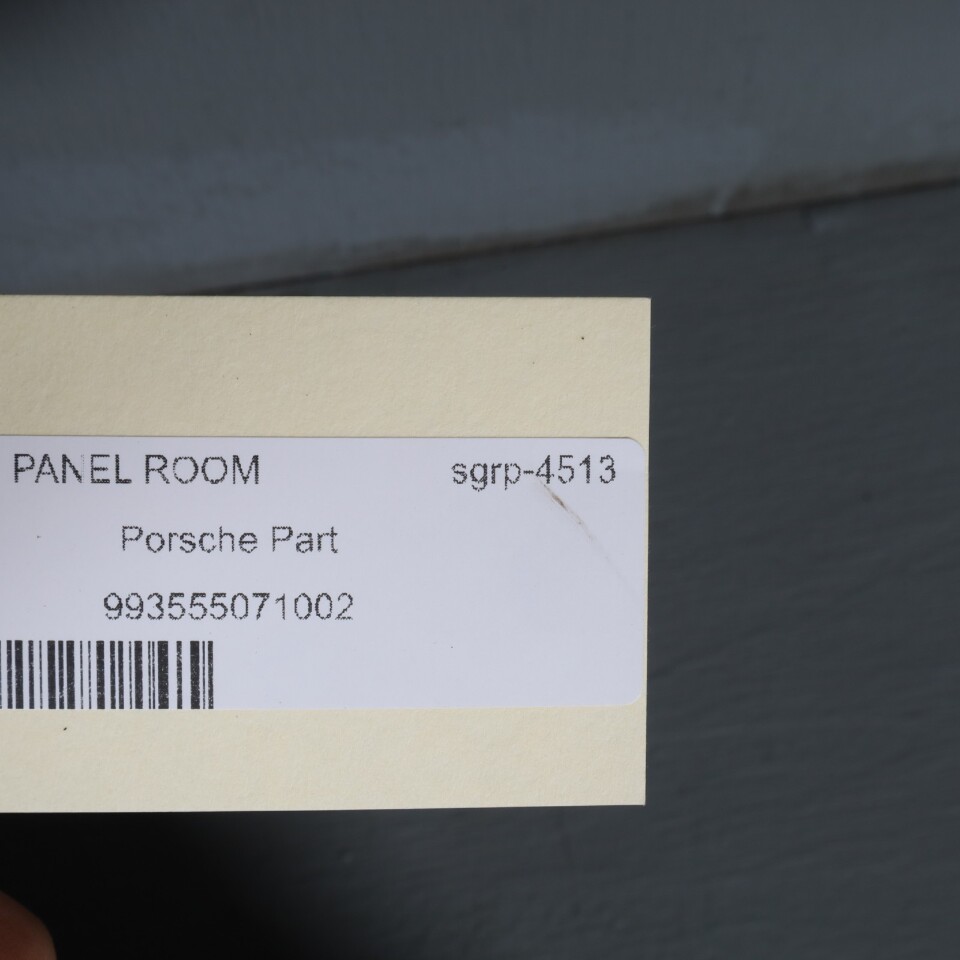 PANEL ROOM sgrp-4513
Porsche Part
993555071002